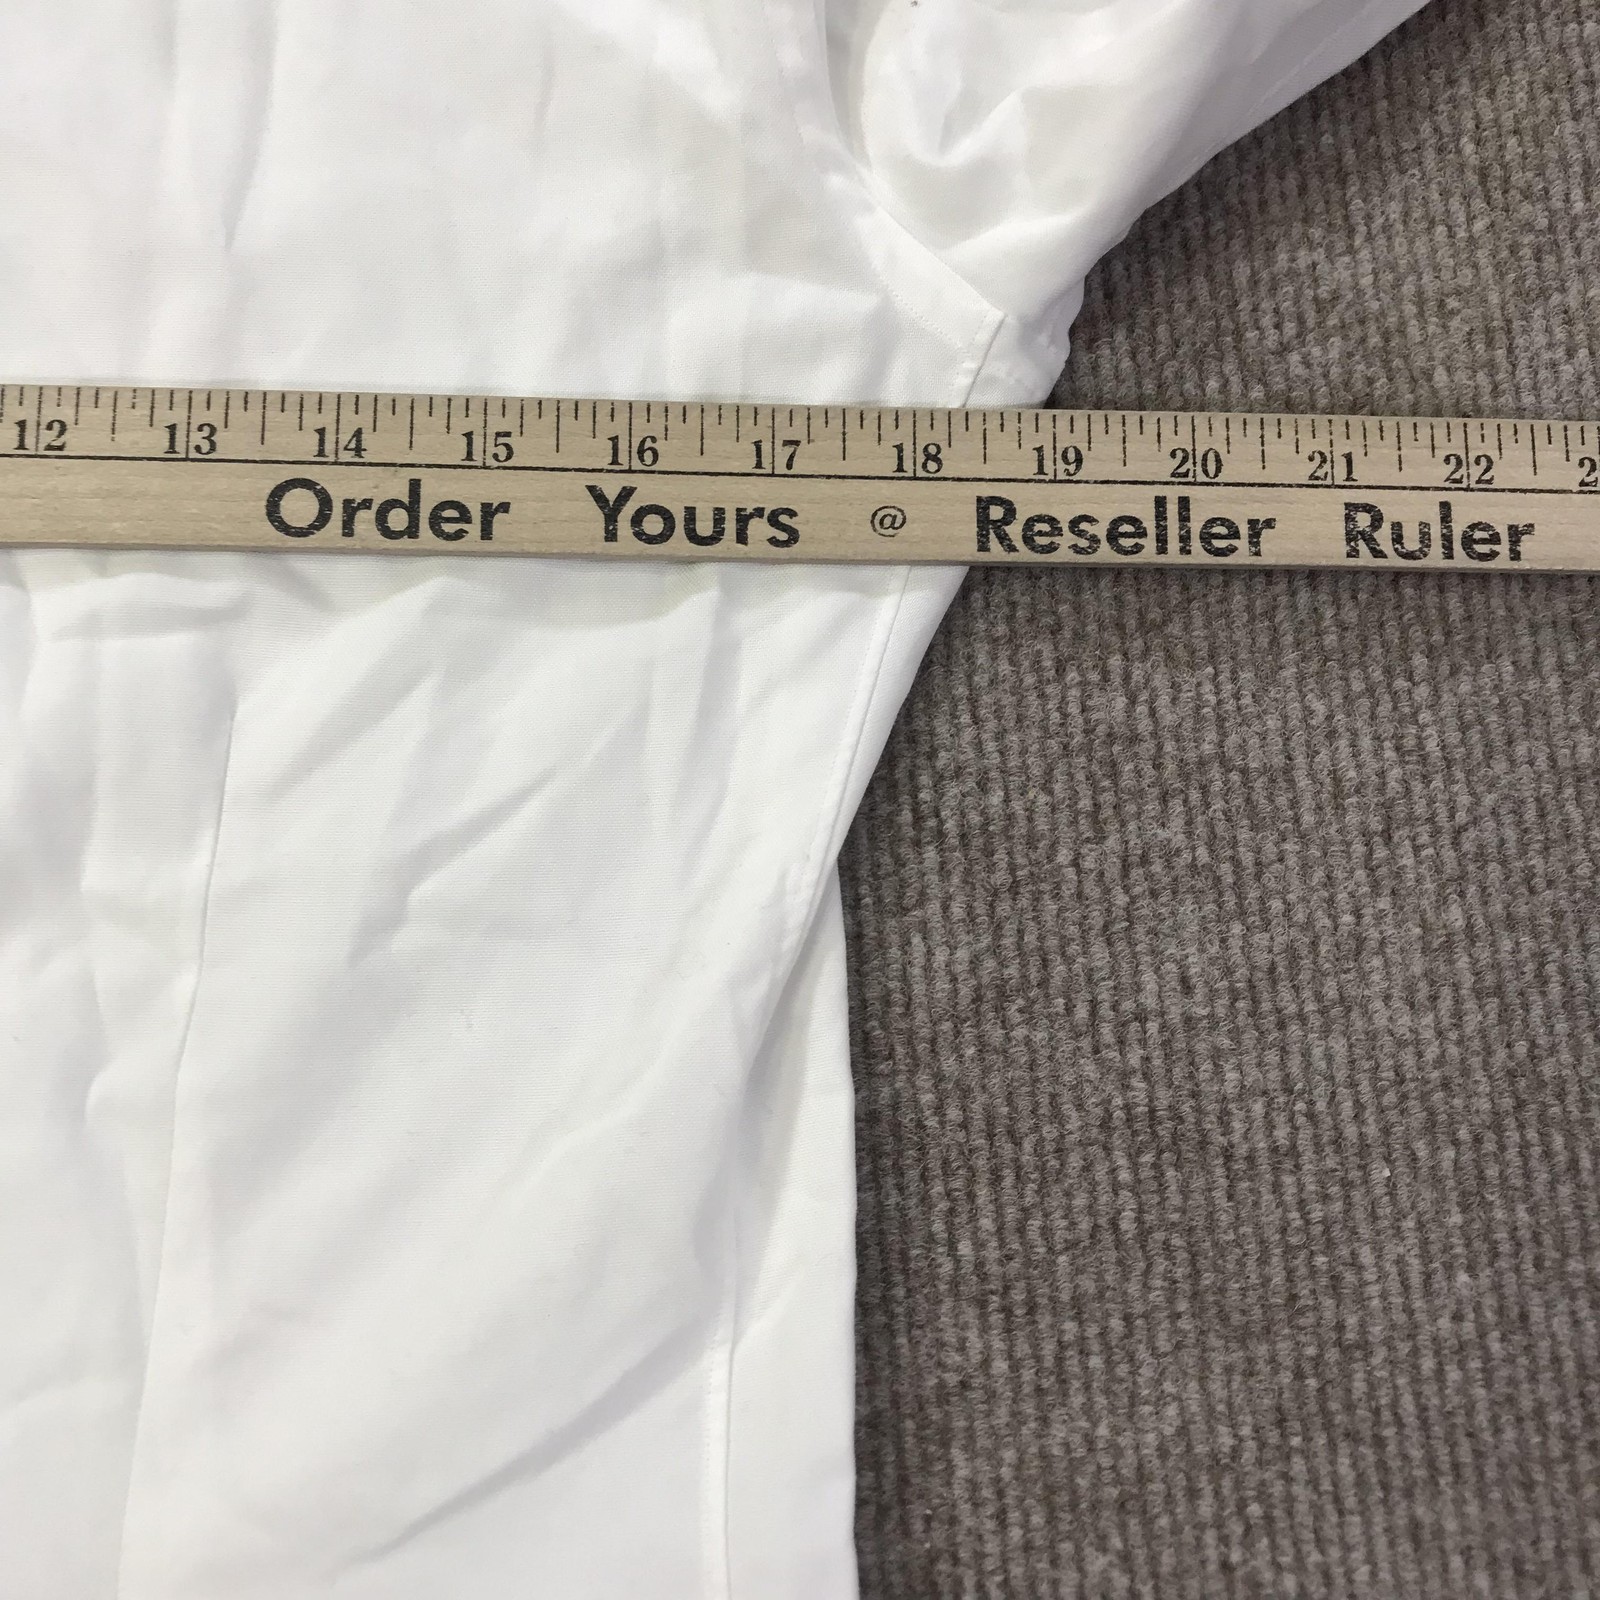 12 13 14 15 16 17 18 19 20 21 22
Order Yours @ Reseller Ruler